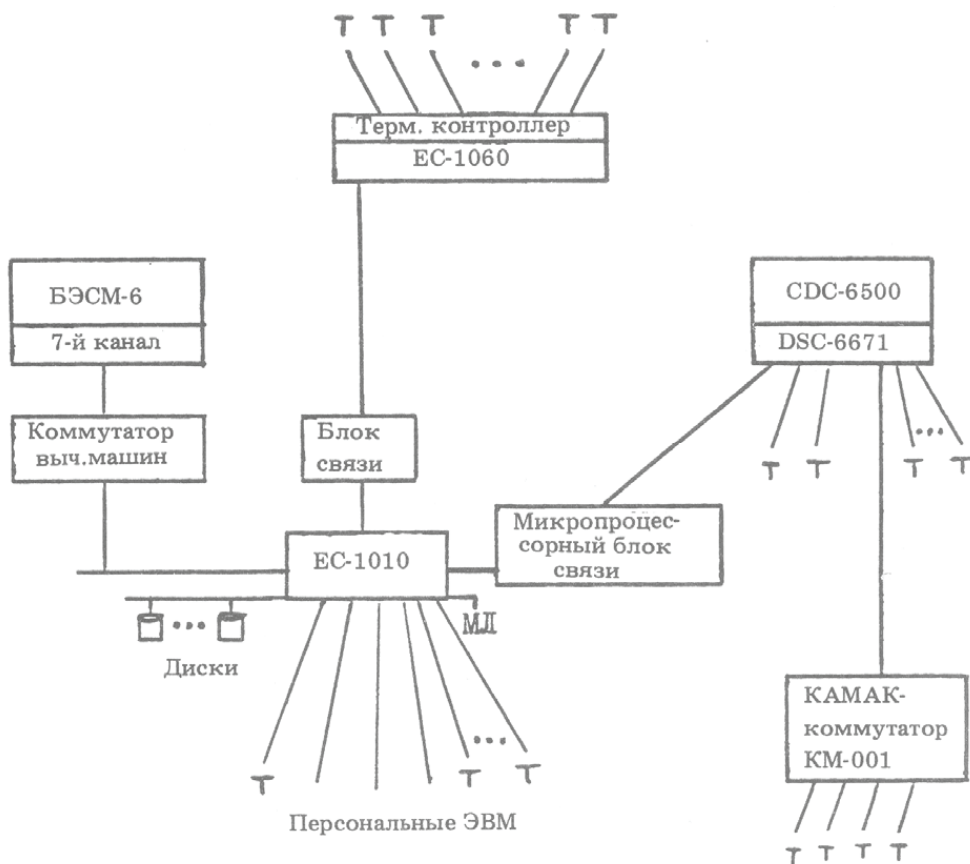 Т Т Т ... Т Т
Терм. контроллер
ЕС-1060
БЭСМ-6
7-й канал
CDC-6500
DSC-6671
Коммутатор
выч.машин
Блок
связи
...
Т Т Т Т
Микропроцес-
сорный блок
связи
ЕС-1010
МЛ
...
Диски
...
Т Т Т
Персональные ЭВМ
КАМАК-
коммутатор
КМ-001
Т Т Т Т